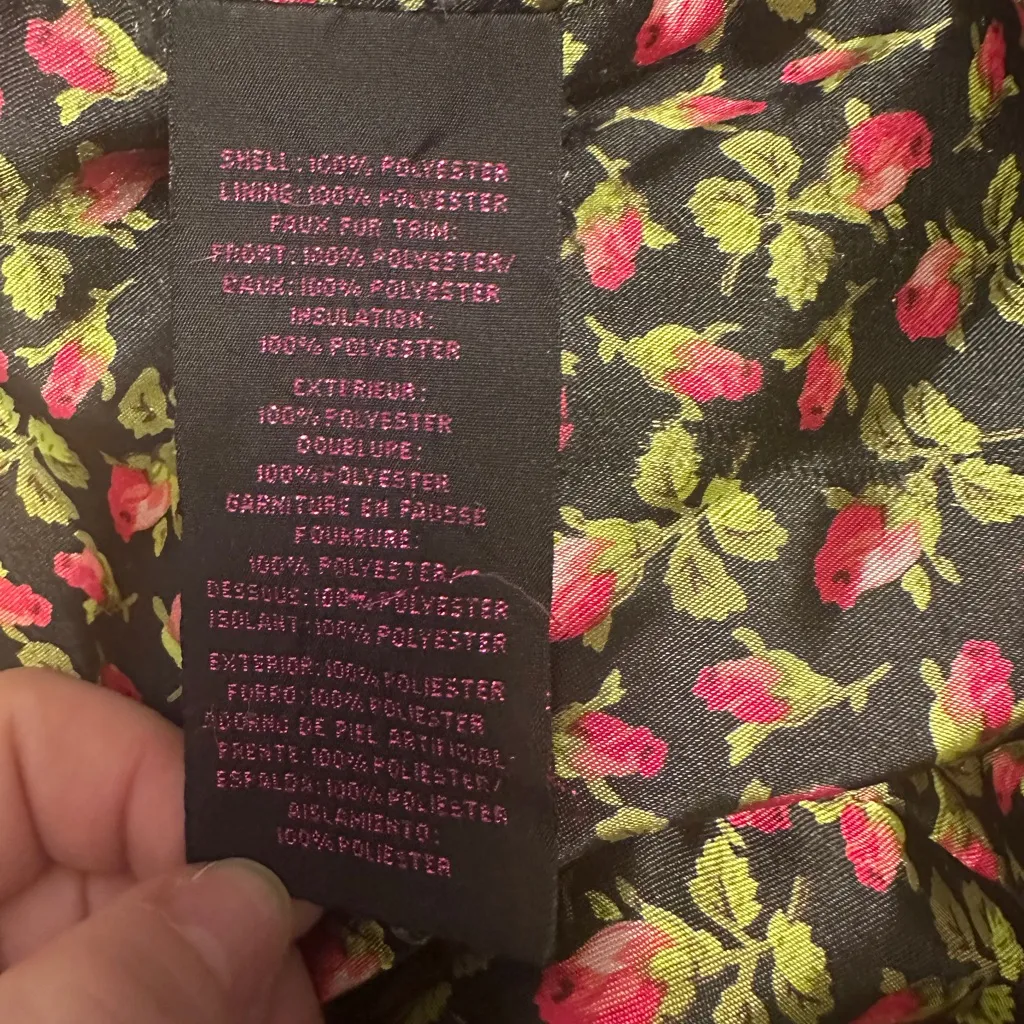 SHELL: 100% POLYESTER
LINING: 100% POLYESTER
FAUX FUR TRIM:
FRONT: 100% POLYESTER/
BACK: 100% POLYESTER
INSULATION:
100% POLYESTER
EXTERIEUR:
100% POLYESTER
DOUBLURE:
100% POLYESTER
GARNITURE EN FAUSSE
FOURRURE:
100% POLYESTER/
DESSOUS: 100% POLYESTER
ISOLANT: 100% POLYESTER
EXTERIOR: 100% POLIESTER
FORRO: 100% POLIESTER
ADORNO DE PIEL ARTIFICIAL-
FRENTE: 100% POLIESTER/
ESPALDA: 100% POLIESTER
AISLAMIENTO:
100% POLIESTER